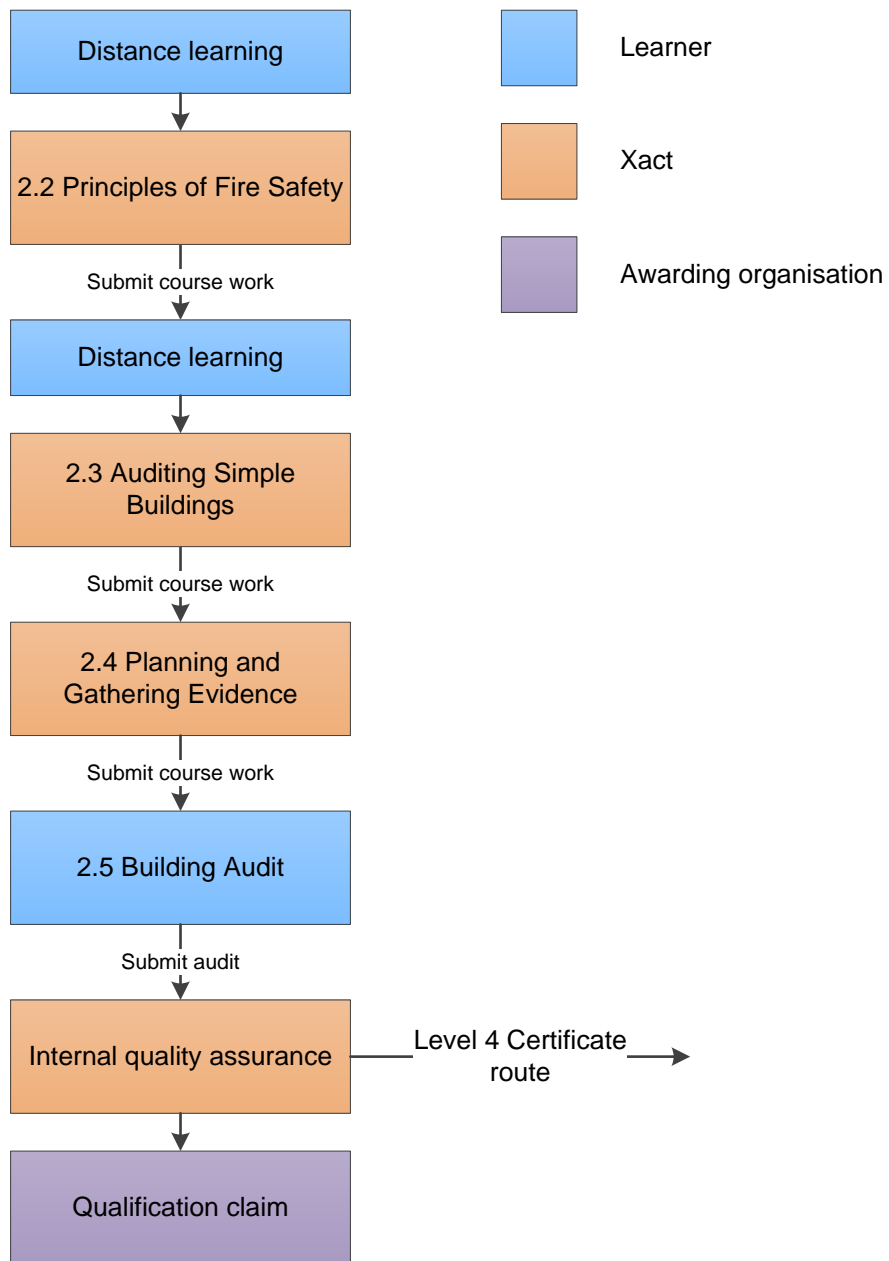 Distance learning
Learner
2.2 Principles of Fire Safety
Xact
Submit course work
Awarding organisation
Distance learning
2.3 Auditing Simple
Buildings
Submit course work
2.4 Planning and
Gathering Evidence
Submit course work
2.5 Building Audit
Submit audit
Internal quality assurance
Level 4 Certificate
route
Qualification claim